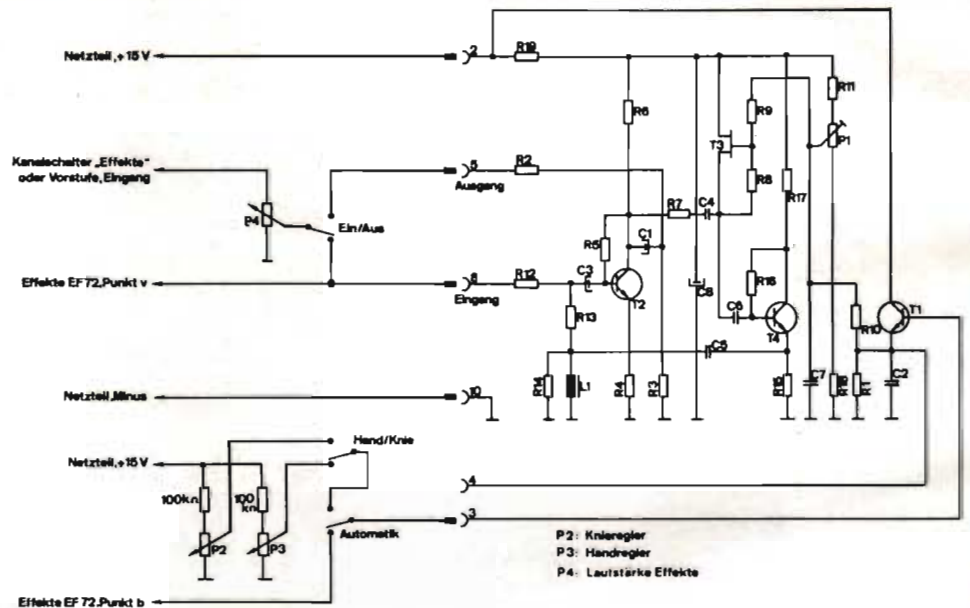 Netzteil,+15 V
2
R19
R6
R11
R9
P1
T3
R8
R17
Kanalschalter „Effekte"
oder Vorstufe, Eingang
P4
Ein/Aus
5
Ausgang
R2
R7
C4
R5
C1
Effekte EF 72, Punkt v
6
Eingang
R12
C3
T2
C8
R16
C6
T4
R10
T1
R13
C5
R14
L1
R4
R3
R15
C7
R18
R1
C2
Netzteil, Minus
10
Hand/Knie
Netzteil,+15 V
4
100kΩ
100
kΩ
3
P2
P3
Automatik
P2: Knieregler
P3: Handregler
P4: Lautstärke Effekte
Effekte EF 72, Punkt b